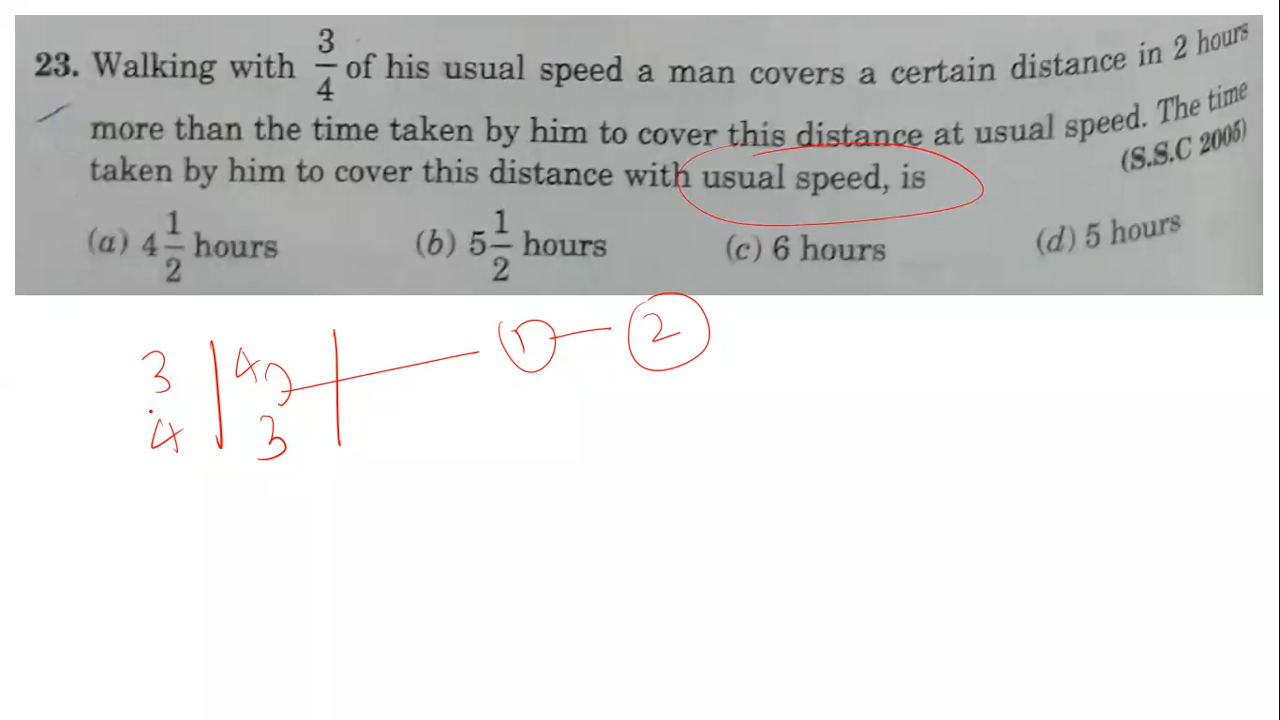 23. Walking with 3/4 of his usual speed a man covers a certain distance in 2 hours
more than the time taken by him to cover this distance at usual speed. The time
taken by him to cover this distance with usual speed, is (S.S.C 2005)
(a) 4 1/2 hours (b) 5 1/2 hours (c) 6 hours (d) 5 hours
3 4 1 2
4 3